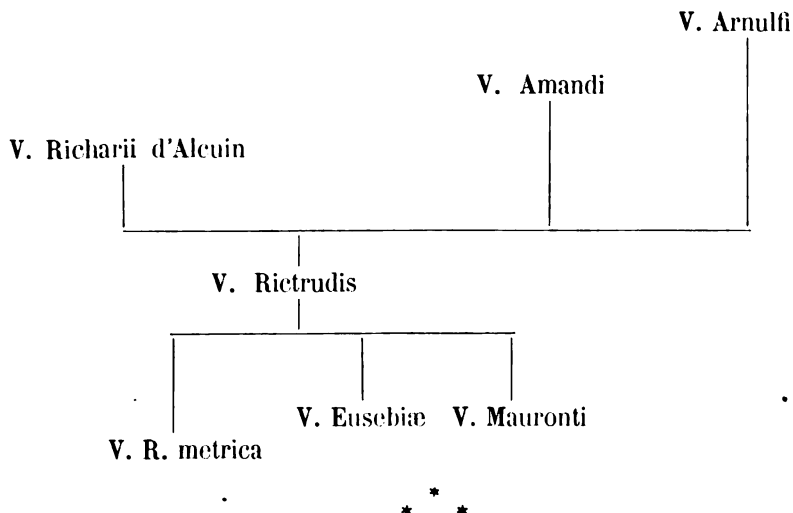 V. Arnulfi
V. Amandi
V. Richarii d'Alcuin
V. Rictrudis
V. Eusebiæ V. Mauronti
V. R. metrica
* * *